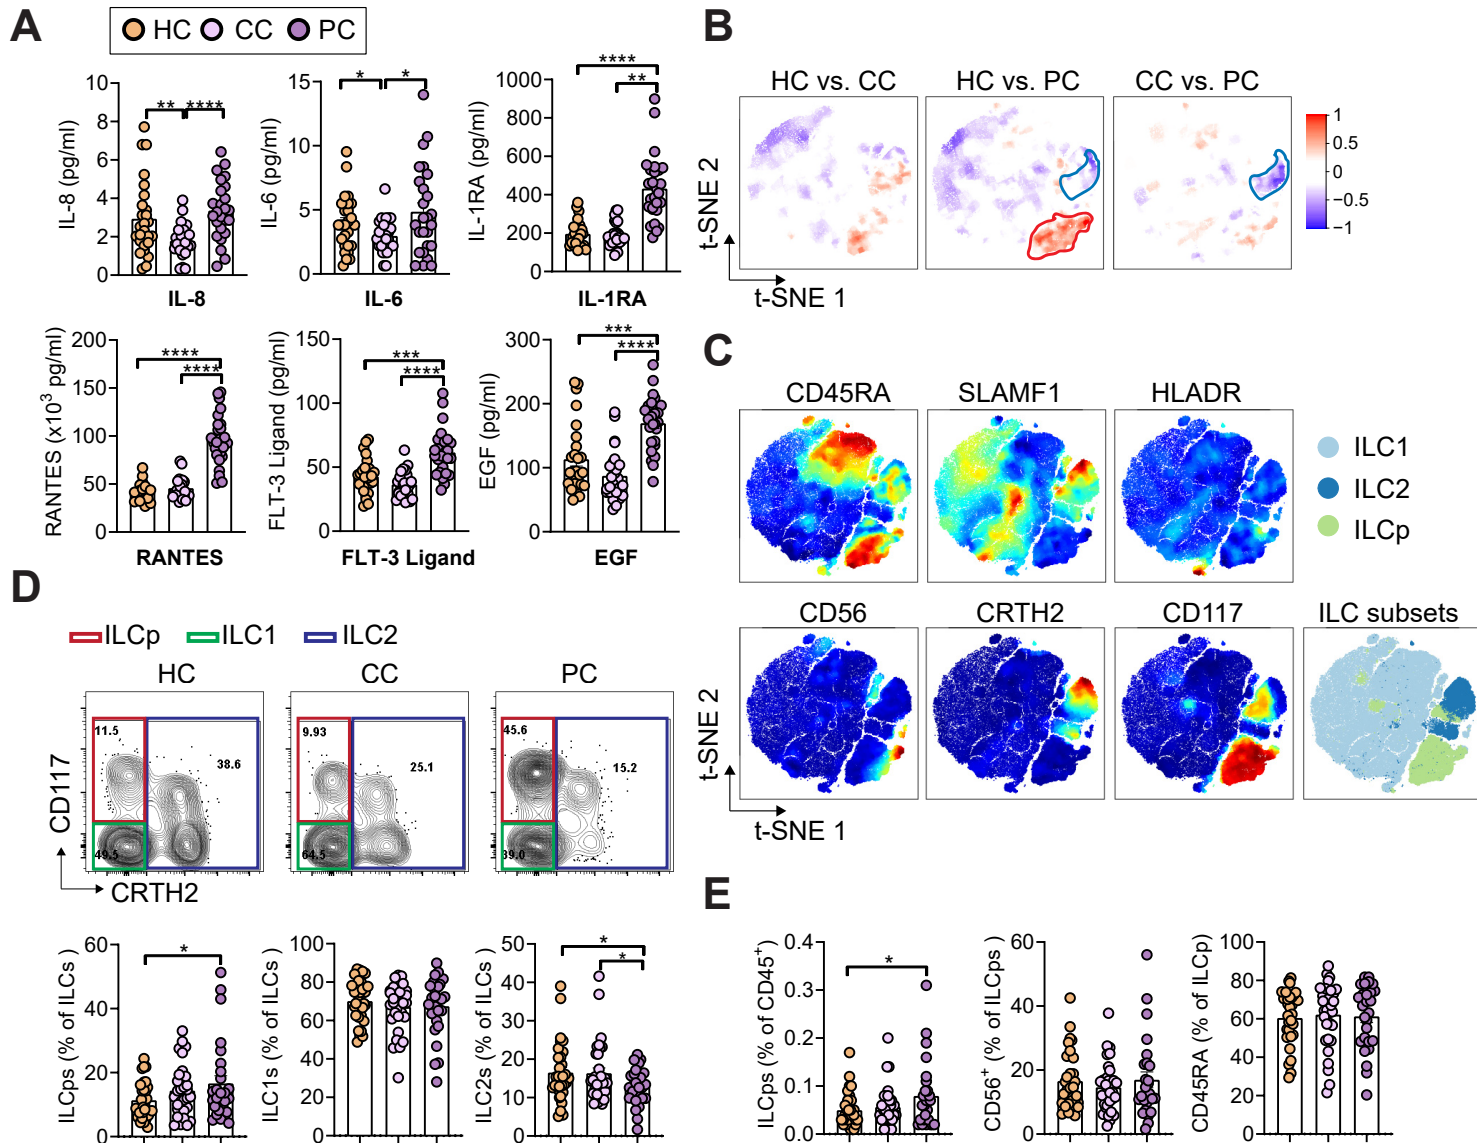 A
HC CC PC
10
8
6
4
2
0
IL-8 (pg/ml)
** ****
IL-8
15
10
5
0
IL-6 (pg/ml)
* *
IL-6
1000
800
600
400
200
0
IL-1RA (pg/ml)
****
**
IL-1RA
200
150
100
50
0
RANTES (x10³ pg/ml)
****
****
RANTES
150
100
50
0
FLT-3 Ligand (pg/ml)
***
****
FLT-3 Ligand
300
200
100
0
EGF (pg/ml)
***
****
EGF
B
HC vs. CC HC vs. PC CC vs. PC
1
0.5
0
−0.5
−1
t-SNE 2
t-SNE 1
C
CD45RA SLAMF1 HLADR
ILC1
ILC2
ILCp
CD56 CRTH2 CD117 ILC subsets
t-SNE 2
t-SNE 1
D
ILCp ILC1 ILC2
HC CC PC
11.5
38.6
49.5
9.93
25.1
64.5
45.6
15.2
39.0
CD117
CRTH2
60
40
20
0
ILCps (% of ILCs)
*
100
80
60
40
20
0
ILC1s (% of ILCs)
50
40
30
20
10
0
ILC2s (% of ILCs)
*
*
E
0.4
0.3
0.2
0.1
0.0
ILCps (% of CD45⁺)
*
60
40
20
0
CD56⁺ (% of ILCps )
100
80
60
40
20
0
CD45RA (% of ILCp)